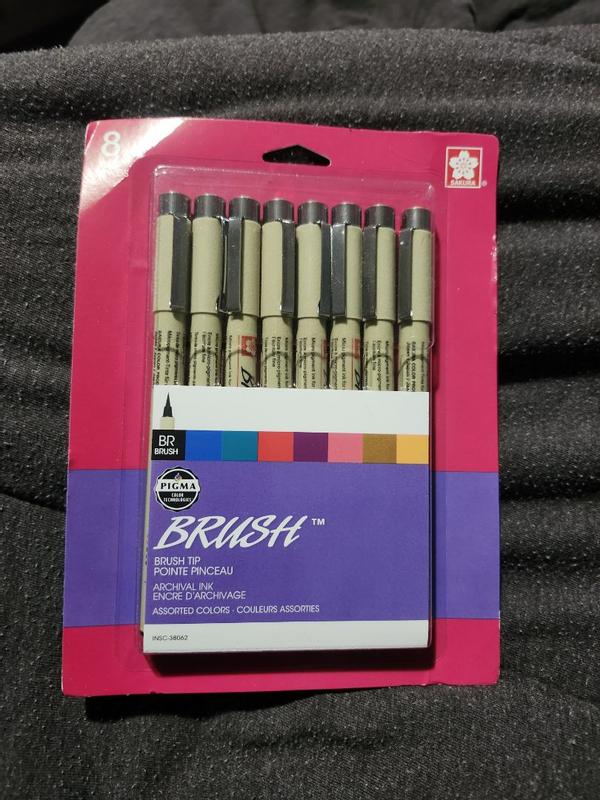 8
SAKURA
BR
BRUSH
PIGMA
COLOR
TECHNOLOGIES
BRUSH™
BRUSH TIP
POINTE PINCEAU
ARCHIVAL INK
ENCRE D'ARCHIVAGE
ASSORTED COLORS · COULEURS ASSORTIES
INSC-38062